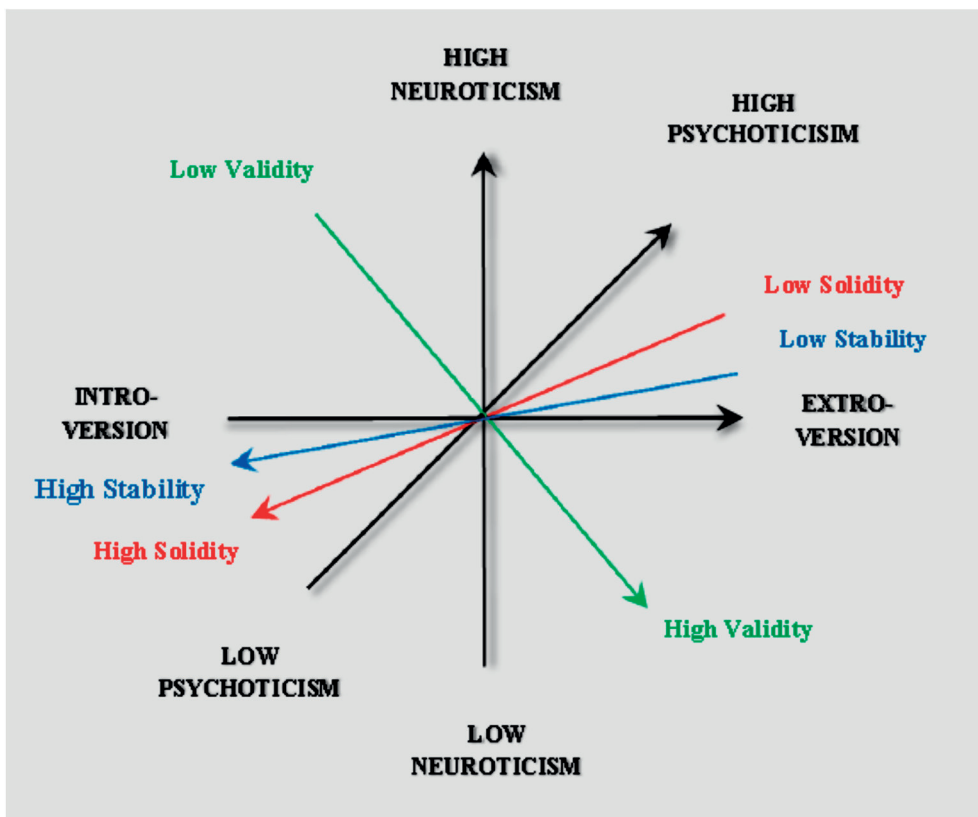 HIGH
NEUROTICISM
HIGH
PSYCHOTICISIM
Low Validity
Low Solidity
Low Stability
INTRO-
VERSION
EXTRO-
VERSION
High Stability
High Solidity
High Validity
LOW
PSYCHOTICISM
LOW
NEUROTICISM